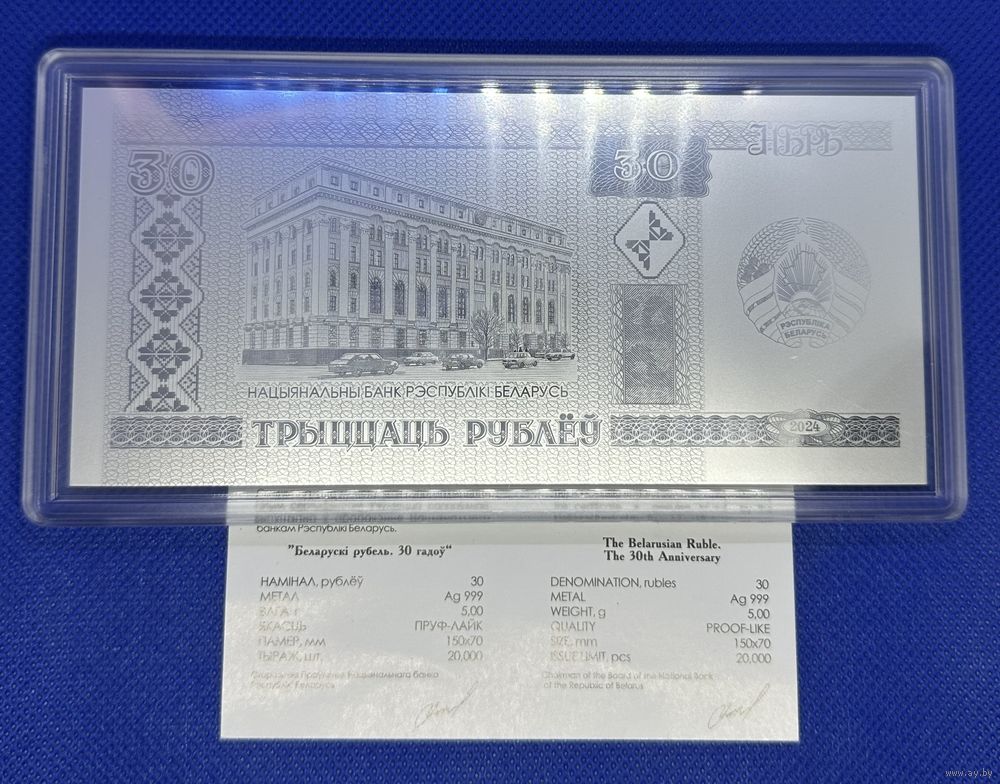 30
30
НБРБ
РЭСПУБЛІКА
БЕЛАРУСЬ
НАЦЫЯНАЛЬНЫ БАНК РЭСПУБЛІКІ БЕЛАРУСЬ
ТРЫЦЦАЦЬ РУБЛЁЎ
2024
банкам Рэспублікі Беларусь.
"Беларускі рубель. 30 гадоў“
НАМІНАЛ, рублёў 30
МЕТАЛ Ag 999
ВАГА, г 5,00
ЯКАСЦЬ ПРУФ-ЛАЙК
ПАМЕР, мм 150x70
ТЫРАЖ, шт. 20,000
Старшыня Праўлення Нацыянальнага банка
Рэспублікі Беларусь
The Belarusian Ruble.
The 30th Anniversary
DENOMINATION, rubles 30
METAL Ag 999
WEIGHT, g 5,00
QUALITY PROOF-LIKE
SIZE, mm 150x70
ISSUE LIMIT, pcs 20,000
Chairman of the Board of the National Bank
of the Republic of Belarus
www.ay.by